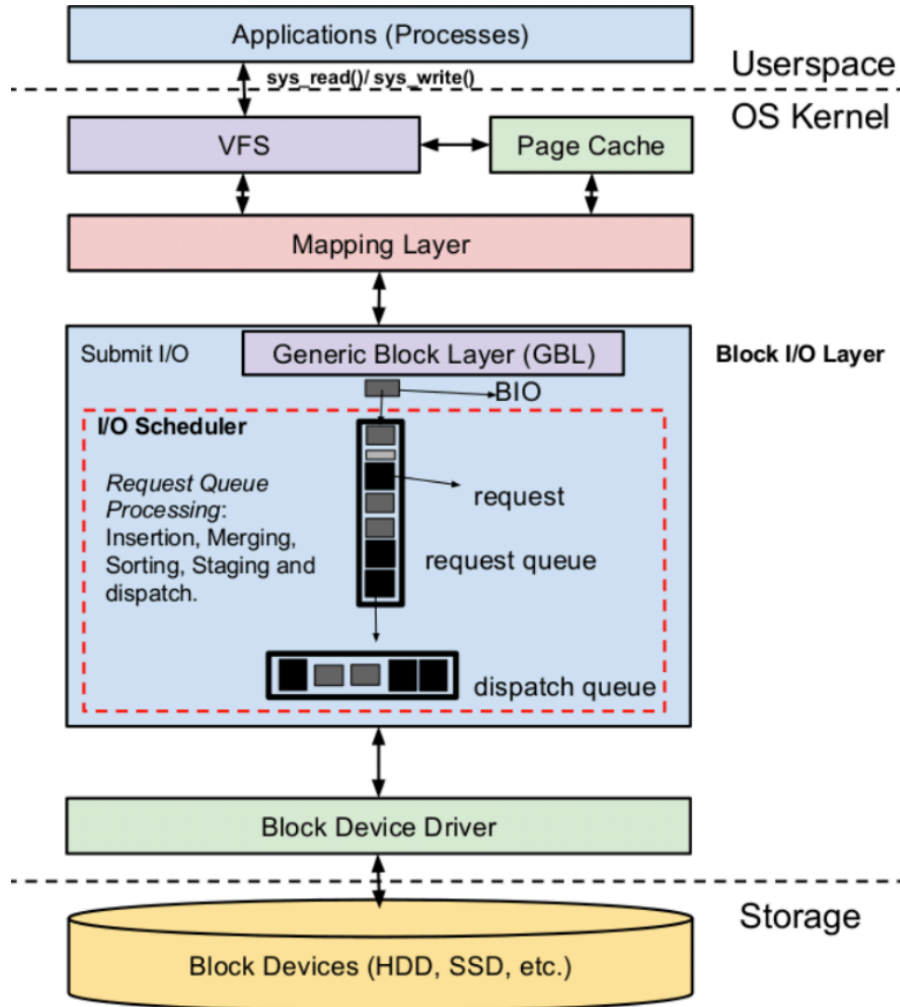 Applications (Processes)
sys_read()/ sys_write()
Userspace
OS Kernel
VFS
Page Cache
Mapping Layer
Submit I/O
Generic Block Layer (GBL)
Block I/O Layer
BIO
I/O Scheduler
Request Queue
Processing:
Insertion, Merging,
Sorting, Staging and
dispatch.
request
request queue
dispatch queue
Block Device Driver
Storage
Block Devices (HDD, SSD, etc.)